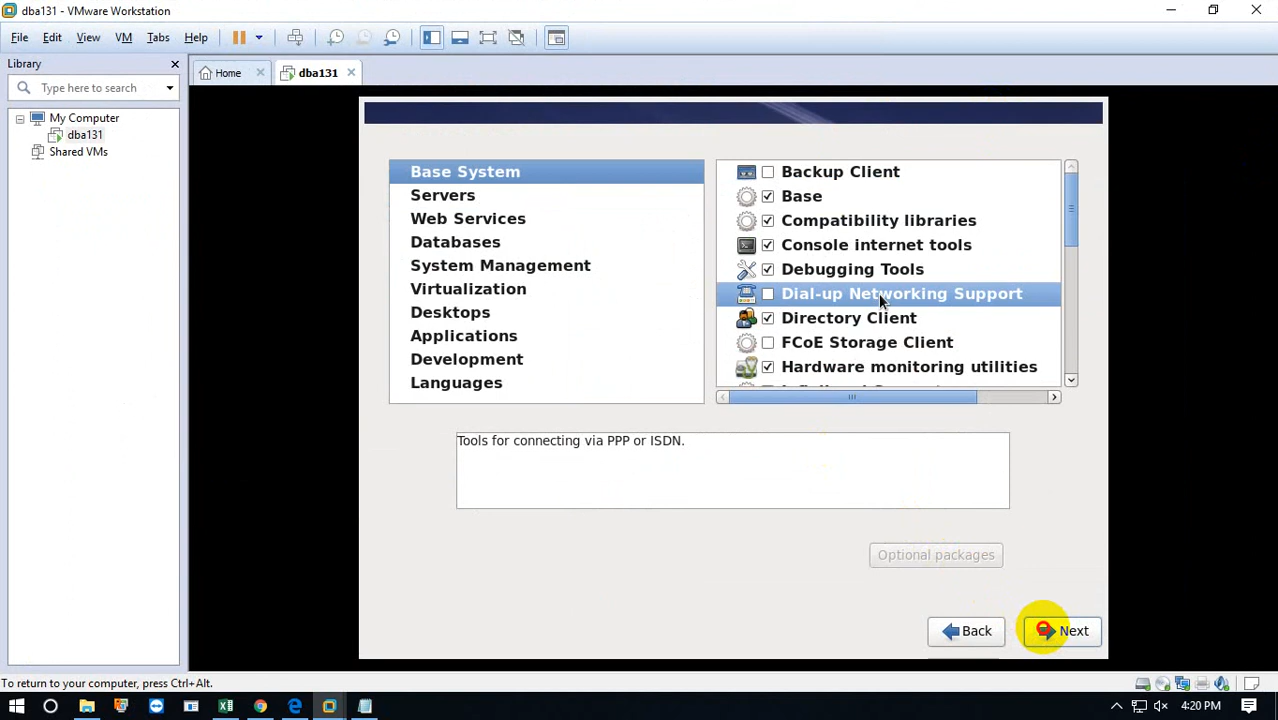 dba131 - VMware Workstation
File Edit View VM Tabs Help
Library
Type here to search
My Computer
dba131
Shared VMs
Home
dba131
Base System
Servers
Web Services
Databases
System Management
Virtualization
Desktops
Applications
Development
Languages
Backup Client
Base
Compatibility libraries
Console internet tools
Debugging Tools
Dial-up Networking Support
Directory Client
FCoE Storage Client
Hardware monitoring utilities
Tools for connecting via PPP or ISDN.
Optional packages
Back
Next
To return to your computer, press Ctrl+Alt.
4:20 PM